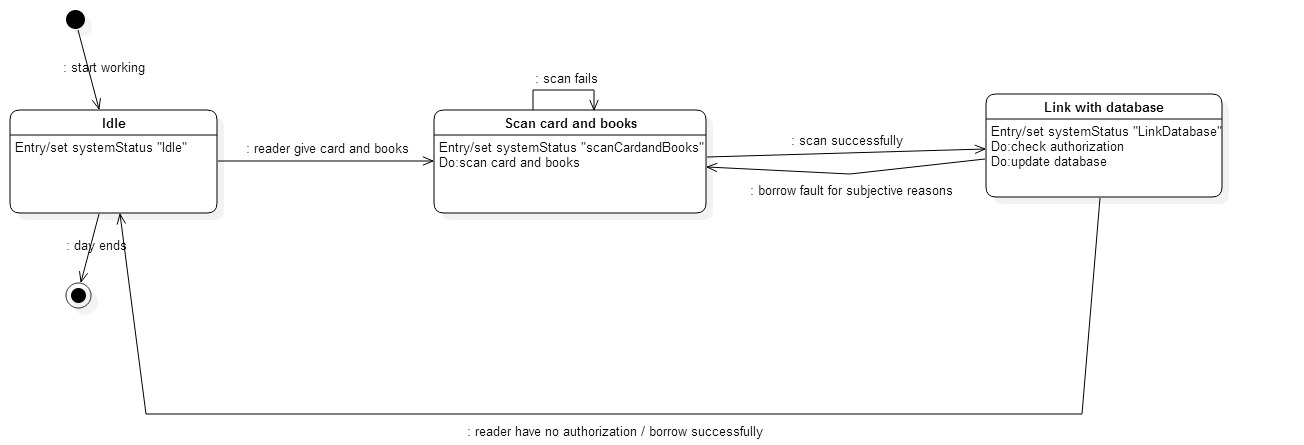 : start working
: scan fails
Idle
Entry/set systemStatus "Idle"
: reader give card and books
Scan card and books
Entry/set systemStatus "scanCardandBooks"
Do:scan card and books
: scan successfully
: borrow fault for subjective reasons
Link with database
Entry/set systemStatus "LinkDatabase"
Do:check authorization
Do:update database
: day ends
: reader have no authorization / borrow successfully